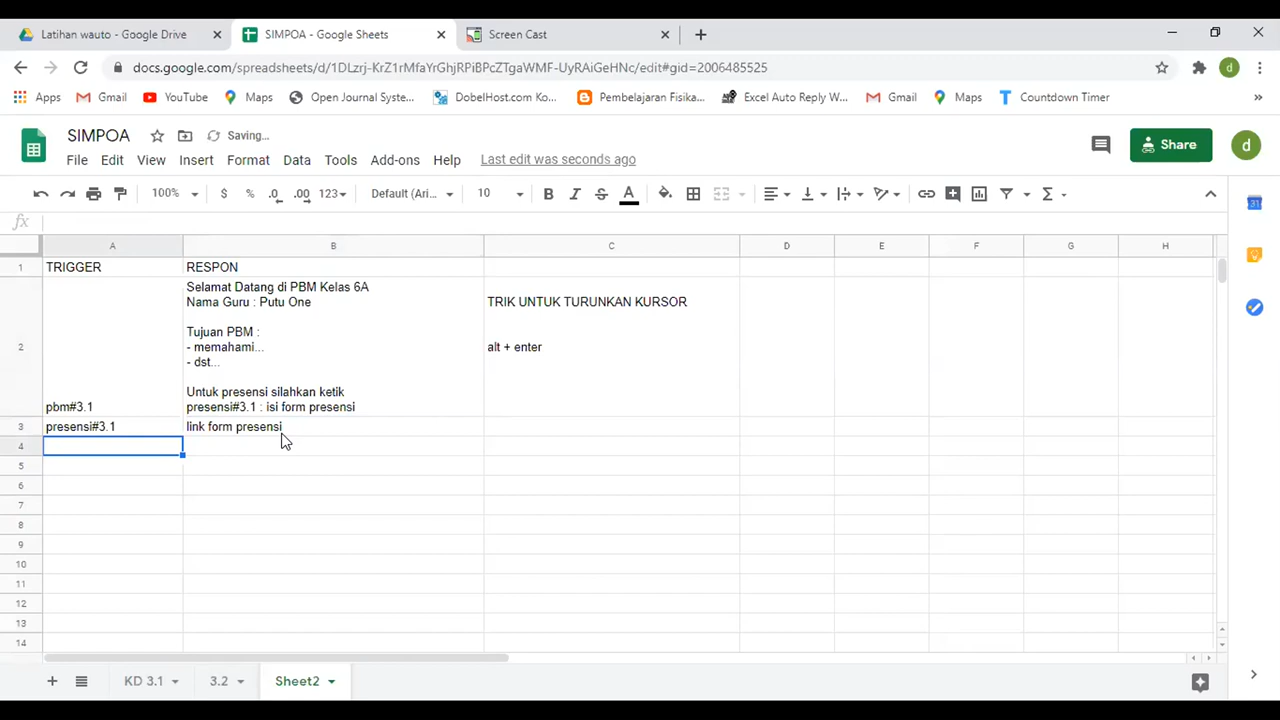 Latihan wauto - Google Drive
SIMPOA - Google Sheets
Screen Cast
docs.google.com/spreadsheets/d/1DLzrj-KrZ1rMfaYrGhjRPiBPcZTgaWMF-UyRAiGeHNc/edit#gid=2006485525
d
Apps
Gmail
YouTube
Maps
Open Journal Syste...
DobelHost.com Ko...
Pembelajaran Fisika...
Excel Auto Reply W...
Gmail
Maps
Countdown Timer
»
SIMPOA
Saving...
File Edit View Insert Format Data Tools Add-ons Help
Last edit was seconds ago
Share
d
100% $ % .0 .00 123 Default (Ari... 10 B I S A Σ
fx
A B C D E F G H
1 TRIGGER RESPON
Selamat Datang di PBM Kelas 6A
Nama Guru : Putu One
TRIK UNTUK TURUNKAN KURSOR
Tujuan PBM :
2 - memahami... alt + enter
- dst...
Untuk presensi silahkan ketik
pbm#3.1 presensi#3.1 : isi form presensi
3 presensi#3.1 link form presensi
4
5
6
7
8
9
10
11
12
13
14
KD 3.1 3.2 Sheet2
31